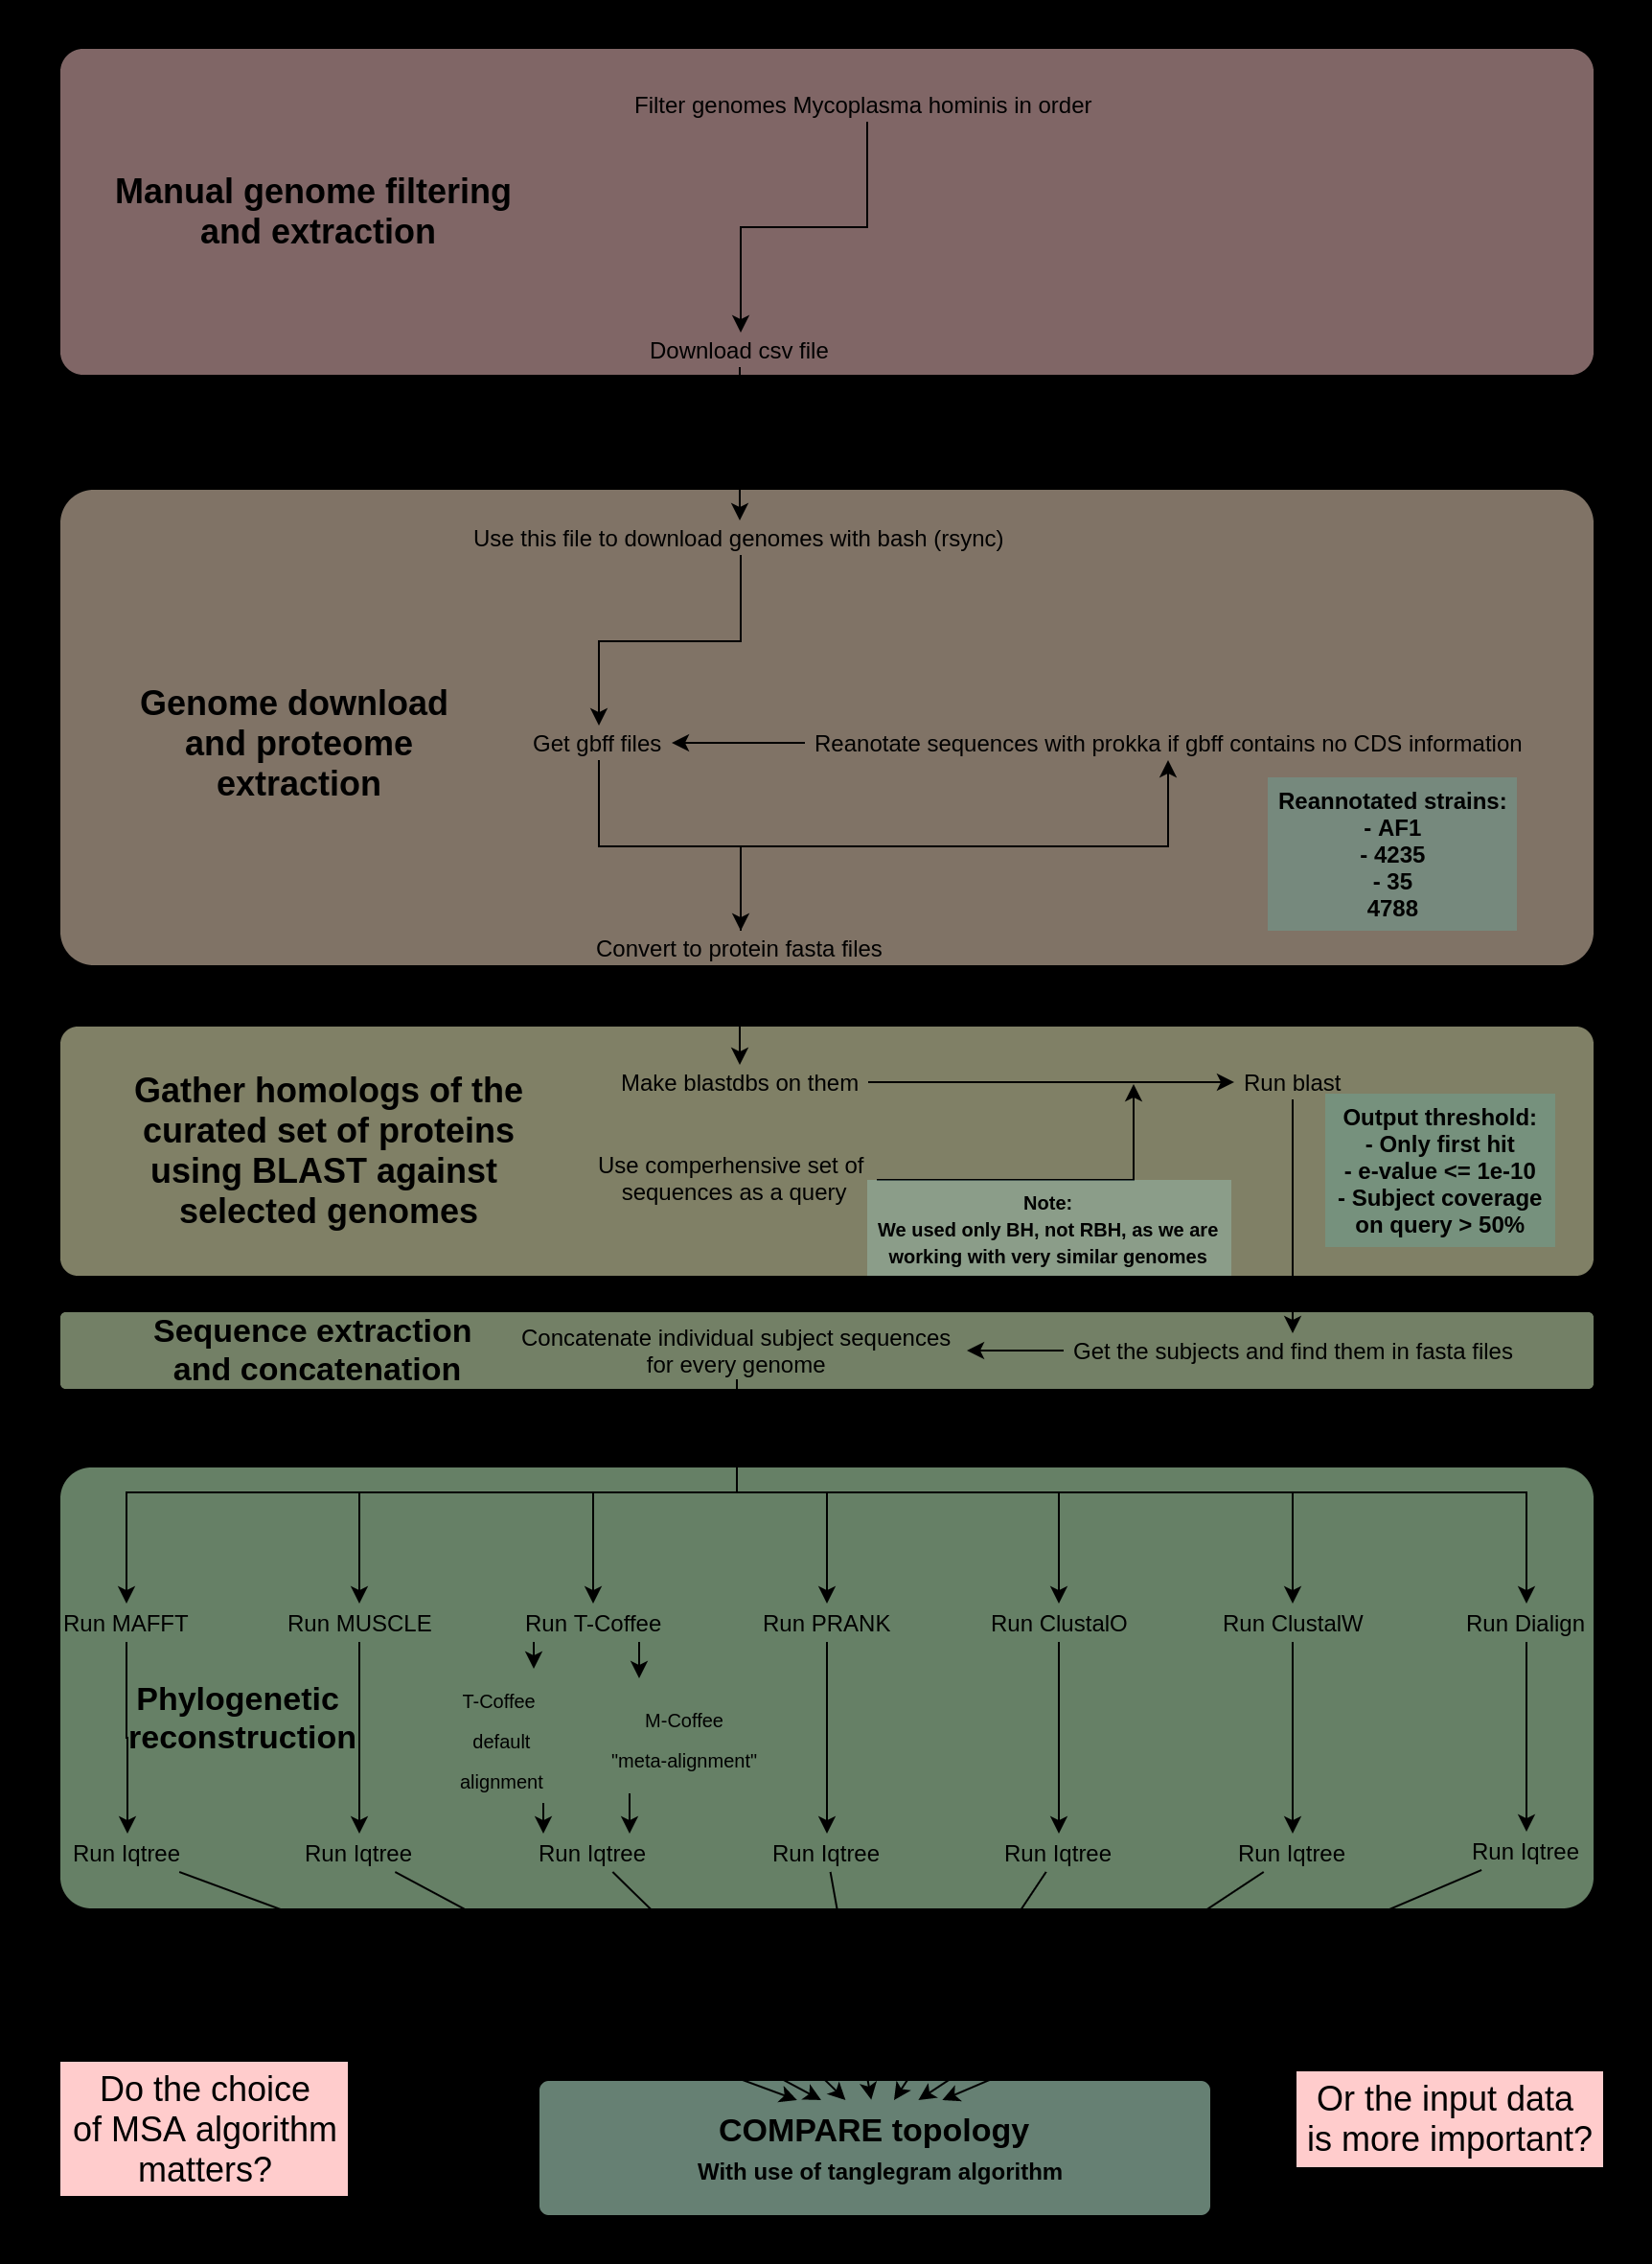 Filter genomes Mycoplasma hominis in order
Manual genome filtering
and extraction
Download csv file
Use this file to download genomes with bash (rsync)
Genome download
and proteome
extraction
Get gbff files
Reanotate sequences with prokka if gbff contains no CDS information
Reannotated strains:
- AF1
- 4235
- 35
4788
Convert to protein fasta files
Gather homologs of the
curated set of proteins
using BLAST against
selected genomes
Make blastdbs on them
Run blast
Output threshold:
- Only first hit
- e-value <= 1e-10
- Subject coverage
on query > 50%
Use comperhensive set of
sequences as a query
Note:
We used only BH, not RBH, as we are
working with very similar genomes
Sequence extraction
and concatenation
Concatenate individual subject sequences
for every genome
Get the subjects and find them in fasta files
Run MAFFT
Run MUSCLE
Run T-Coffee
Run PRANK
Run ClustalO
Run ClustalW
Run Dialign
Phylogenetic
reconstruction
T-Coffee
default
alignment
M-Coffee
"meta-alignment"
Run Iqtree
Run Iqtree
Run Iqtree
Run Iqtree
Run Iqtree
Run Iqtree
Run Iqtree
Do the choice
of MSA algorithm
matters?
COMPARE topology
With use of tanglegram algorithm
Or the input data
is more important?